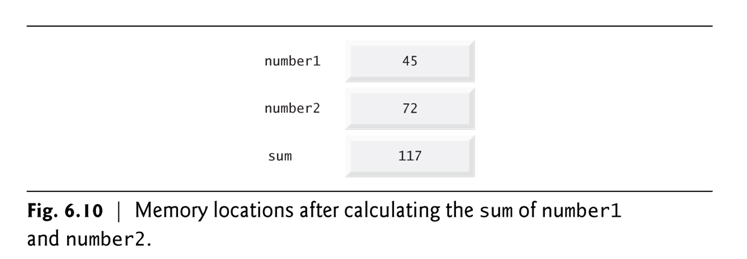 number1 45
number2 72
sum 117
Fig. 6.10 | Memory locations after calculating the sum of number1
and number2.